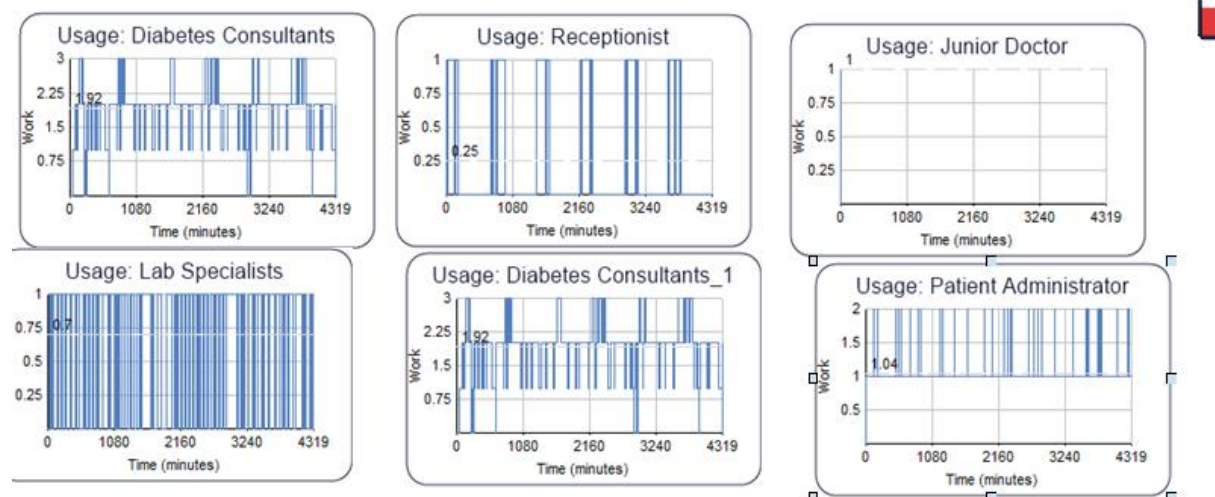 Usage: Diabetes Consultants
3
2.25
1.92
1.5
0.75
Work
0 1080 2160 3240 4319
Time (minutes)
Usage: Receptionist
1
0.75
0.5
0.25
0.25
Work
0 1080 2160 3240 4319
Time (minutes)
Usage: Junior Doctor
1
1
0.75
0.5
0.25
Work
0 1080 2160 3240 4319
Time (minutes)
Usage: Lab Specialists
1
0.75
0.7
0.5
0.25
0 1080 2160 3240 4319
Time (minutes)
Usage: Diabetes Consultants_1
3
2.25
1.92
1.5
0.75
Work
0 1080 2160 3240 4319
Time (minutes)
Usage: Patient Administrator
2
1.5
1.04
1
0.5
Work
0 1080 2160 3240 4319
Time (minutes)